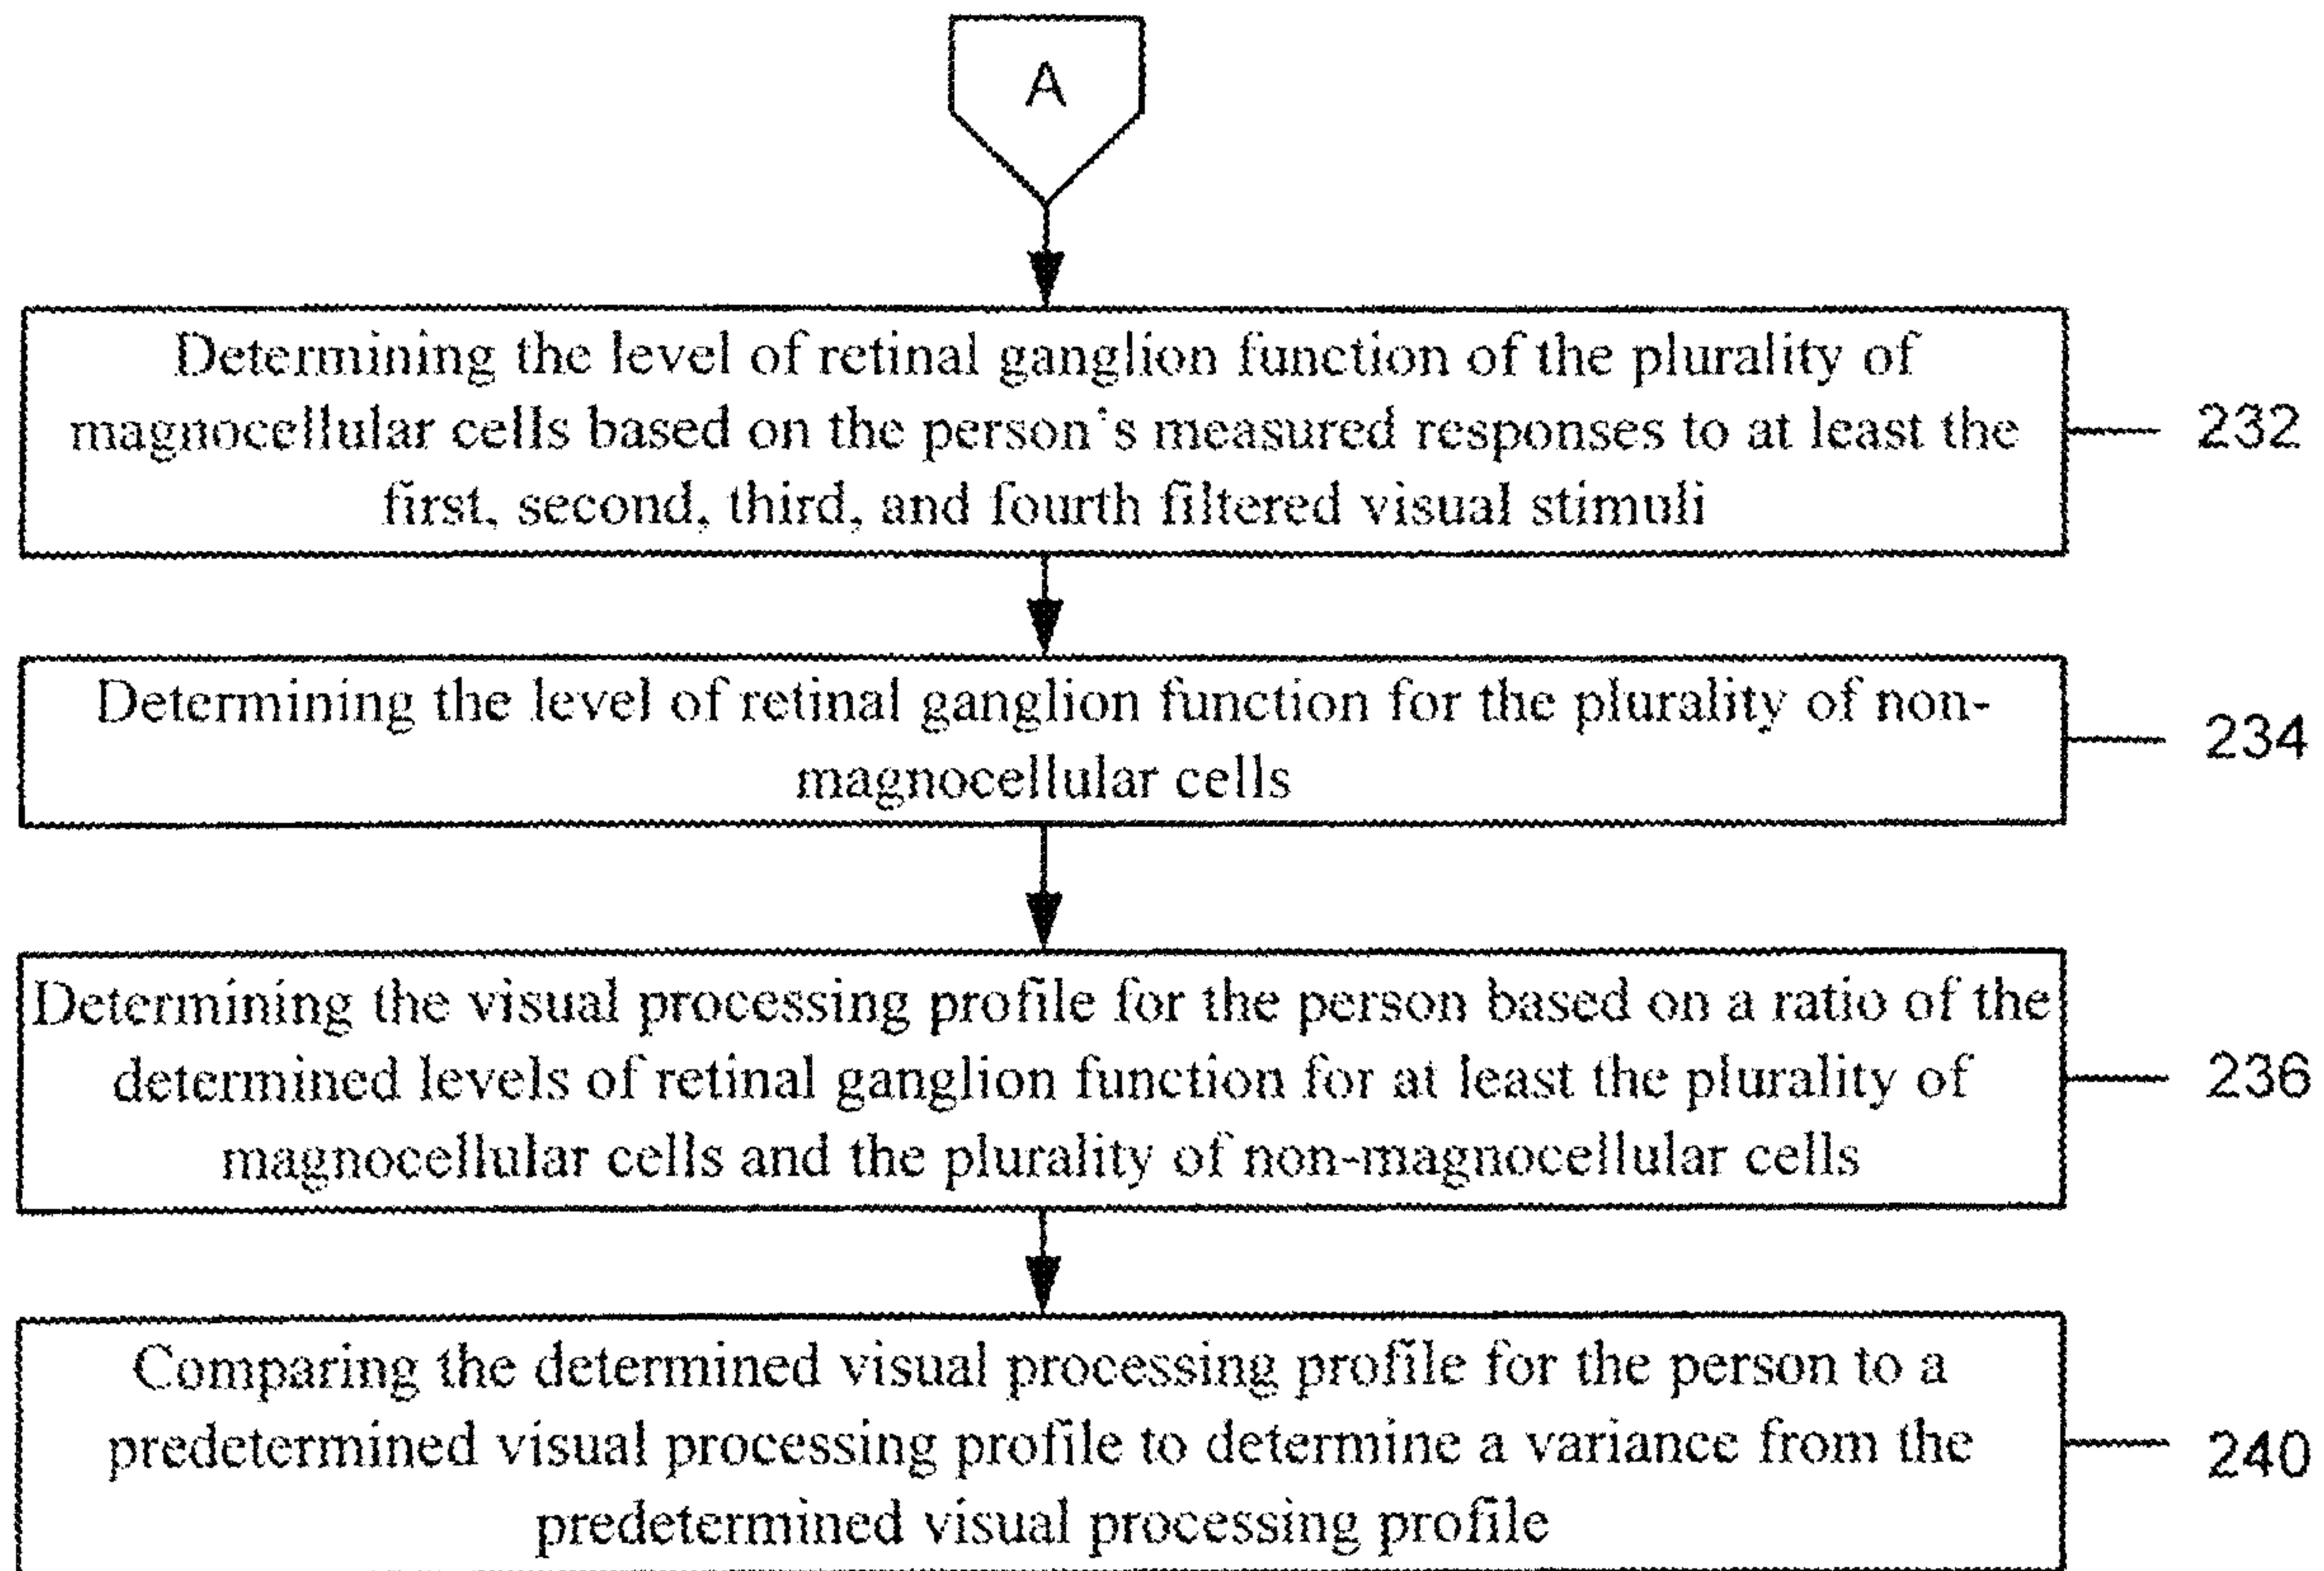 A
Determining the level of retinal ganglion function of the plurality of
magnocellular cells based on the person's measured responses to at least the
first, second, third, and fourth filtered visual stimuli
232
Determining the level of retinal ganglion function for the plurality of non-
magnocellular cells
234
Determining the visual processing profile for the person based on a ratio of the
determined levels of retinal ganglion function for at least the plurality of
magnocellular cells and the plurality of non-magnocellular cells
236
Comparing the determined visual processing profile for the person to a
predetermined visual processing profile to determine a variance from the
predetermined visual processing profile
240